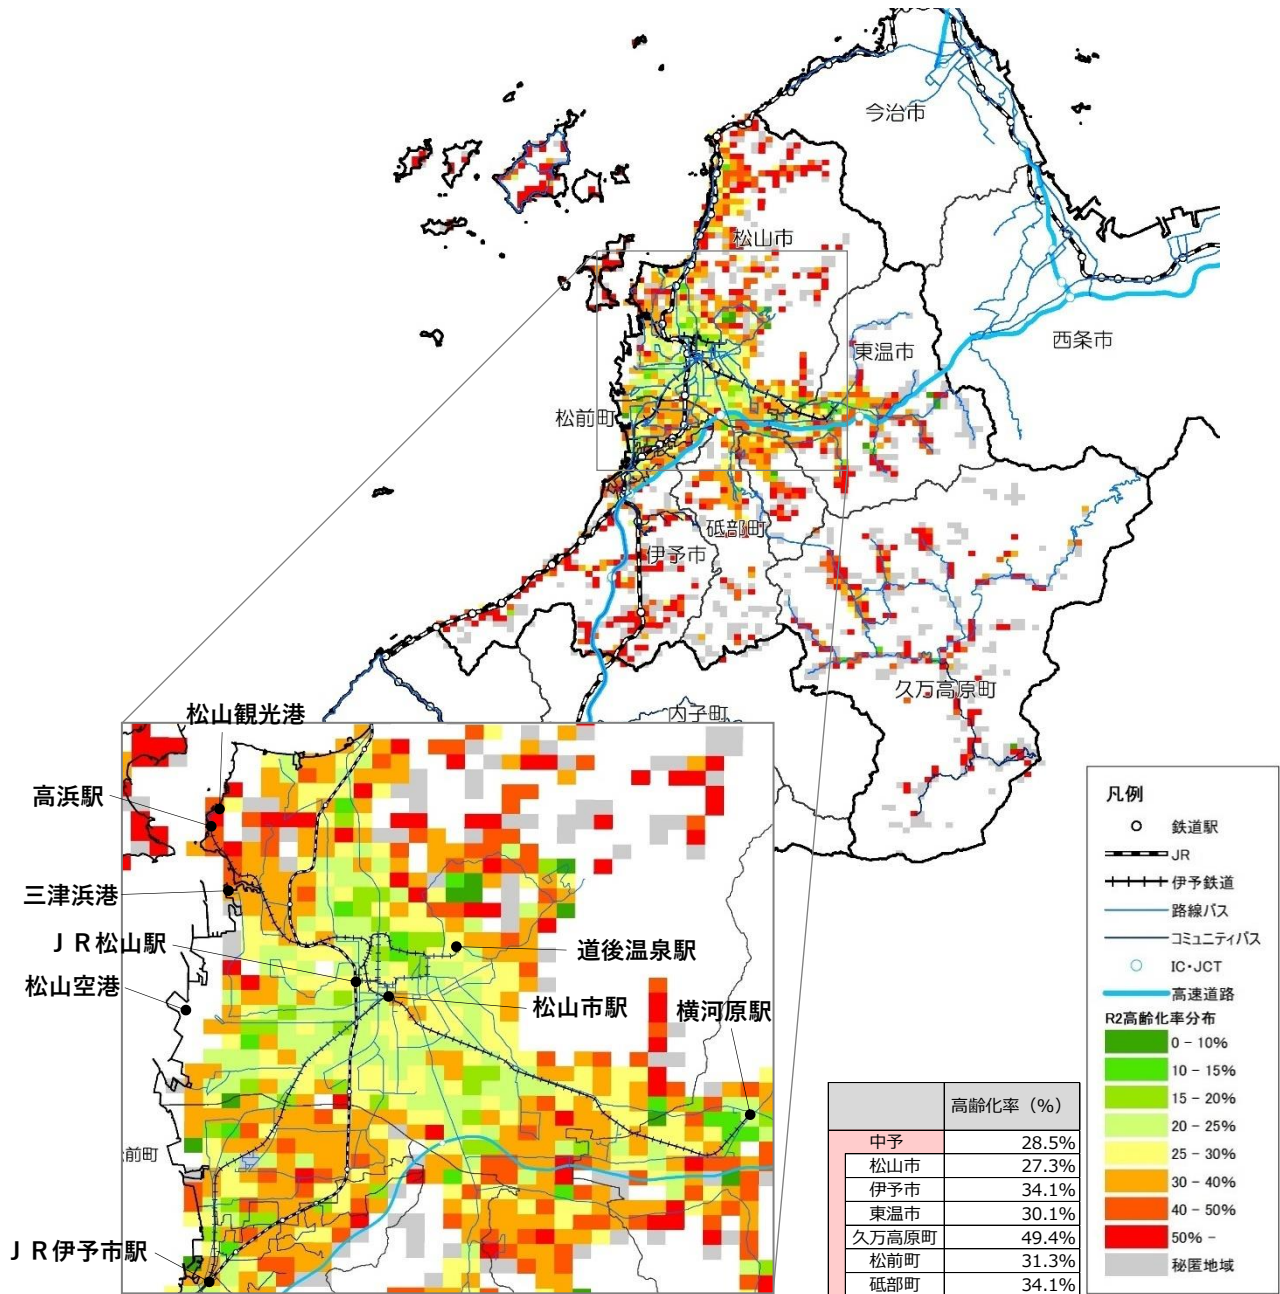 今治市
松山市
西条市
東温市
松前町
砥部町
伊予市
久万高原町
内子町
松山観光港
高浜駅
三津浜港
ＪＲ松山駅
道後温泉駅
松山空港
松山市駅
横河原駅
前町
ＪＲ伊予市駅
凡例
鉄道駅
JR
伊予鉄道
路線バス
コミュニティバス
IC・JCT
高速道路
R2高齢化率分布
0 - 10%
10 - 15%
15 - 20%
20 - 25%
25 - 30%
30 - 40%
40 - 50%
50% -
秘匿地域
高齢化率（%）
中予 28.5%
松山市 27.3%
伊予市 34.1%
東温市 30.1%
久万高原町 49.4%
松前町 31.3%
砥部町 34.1%